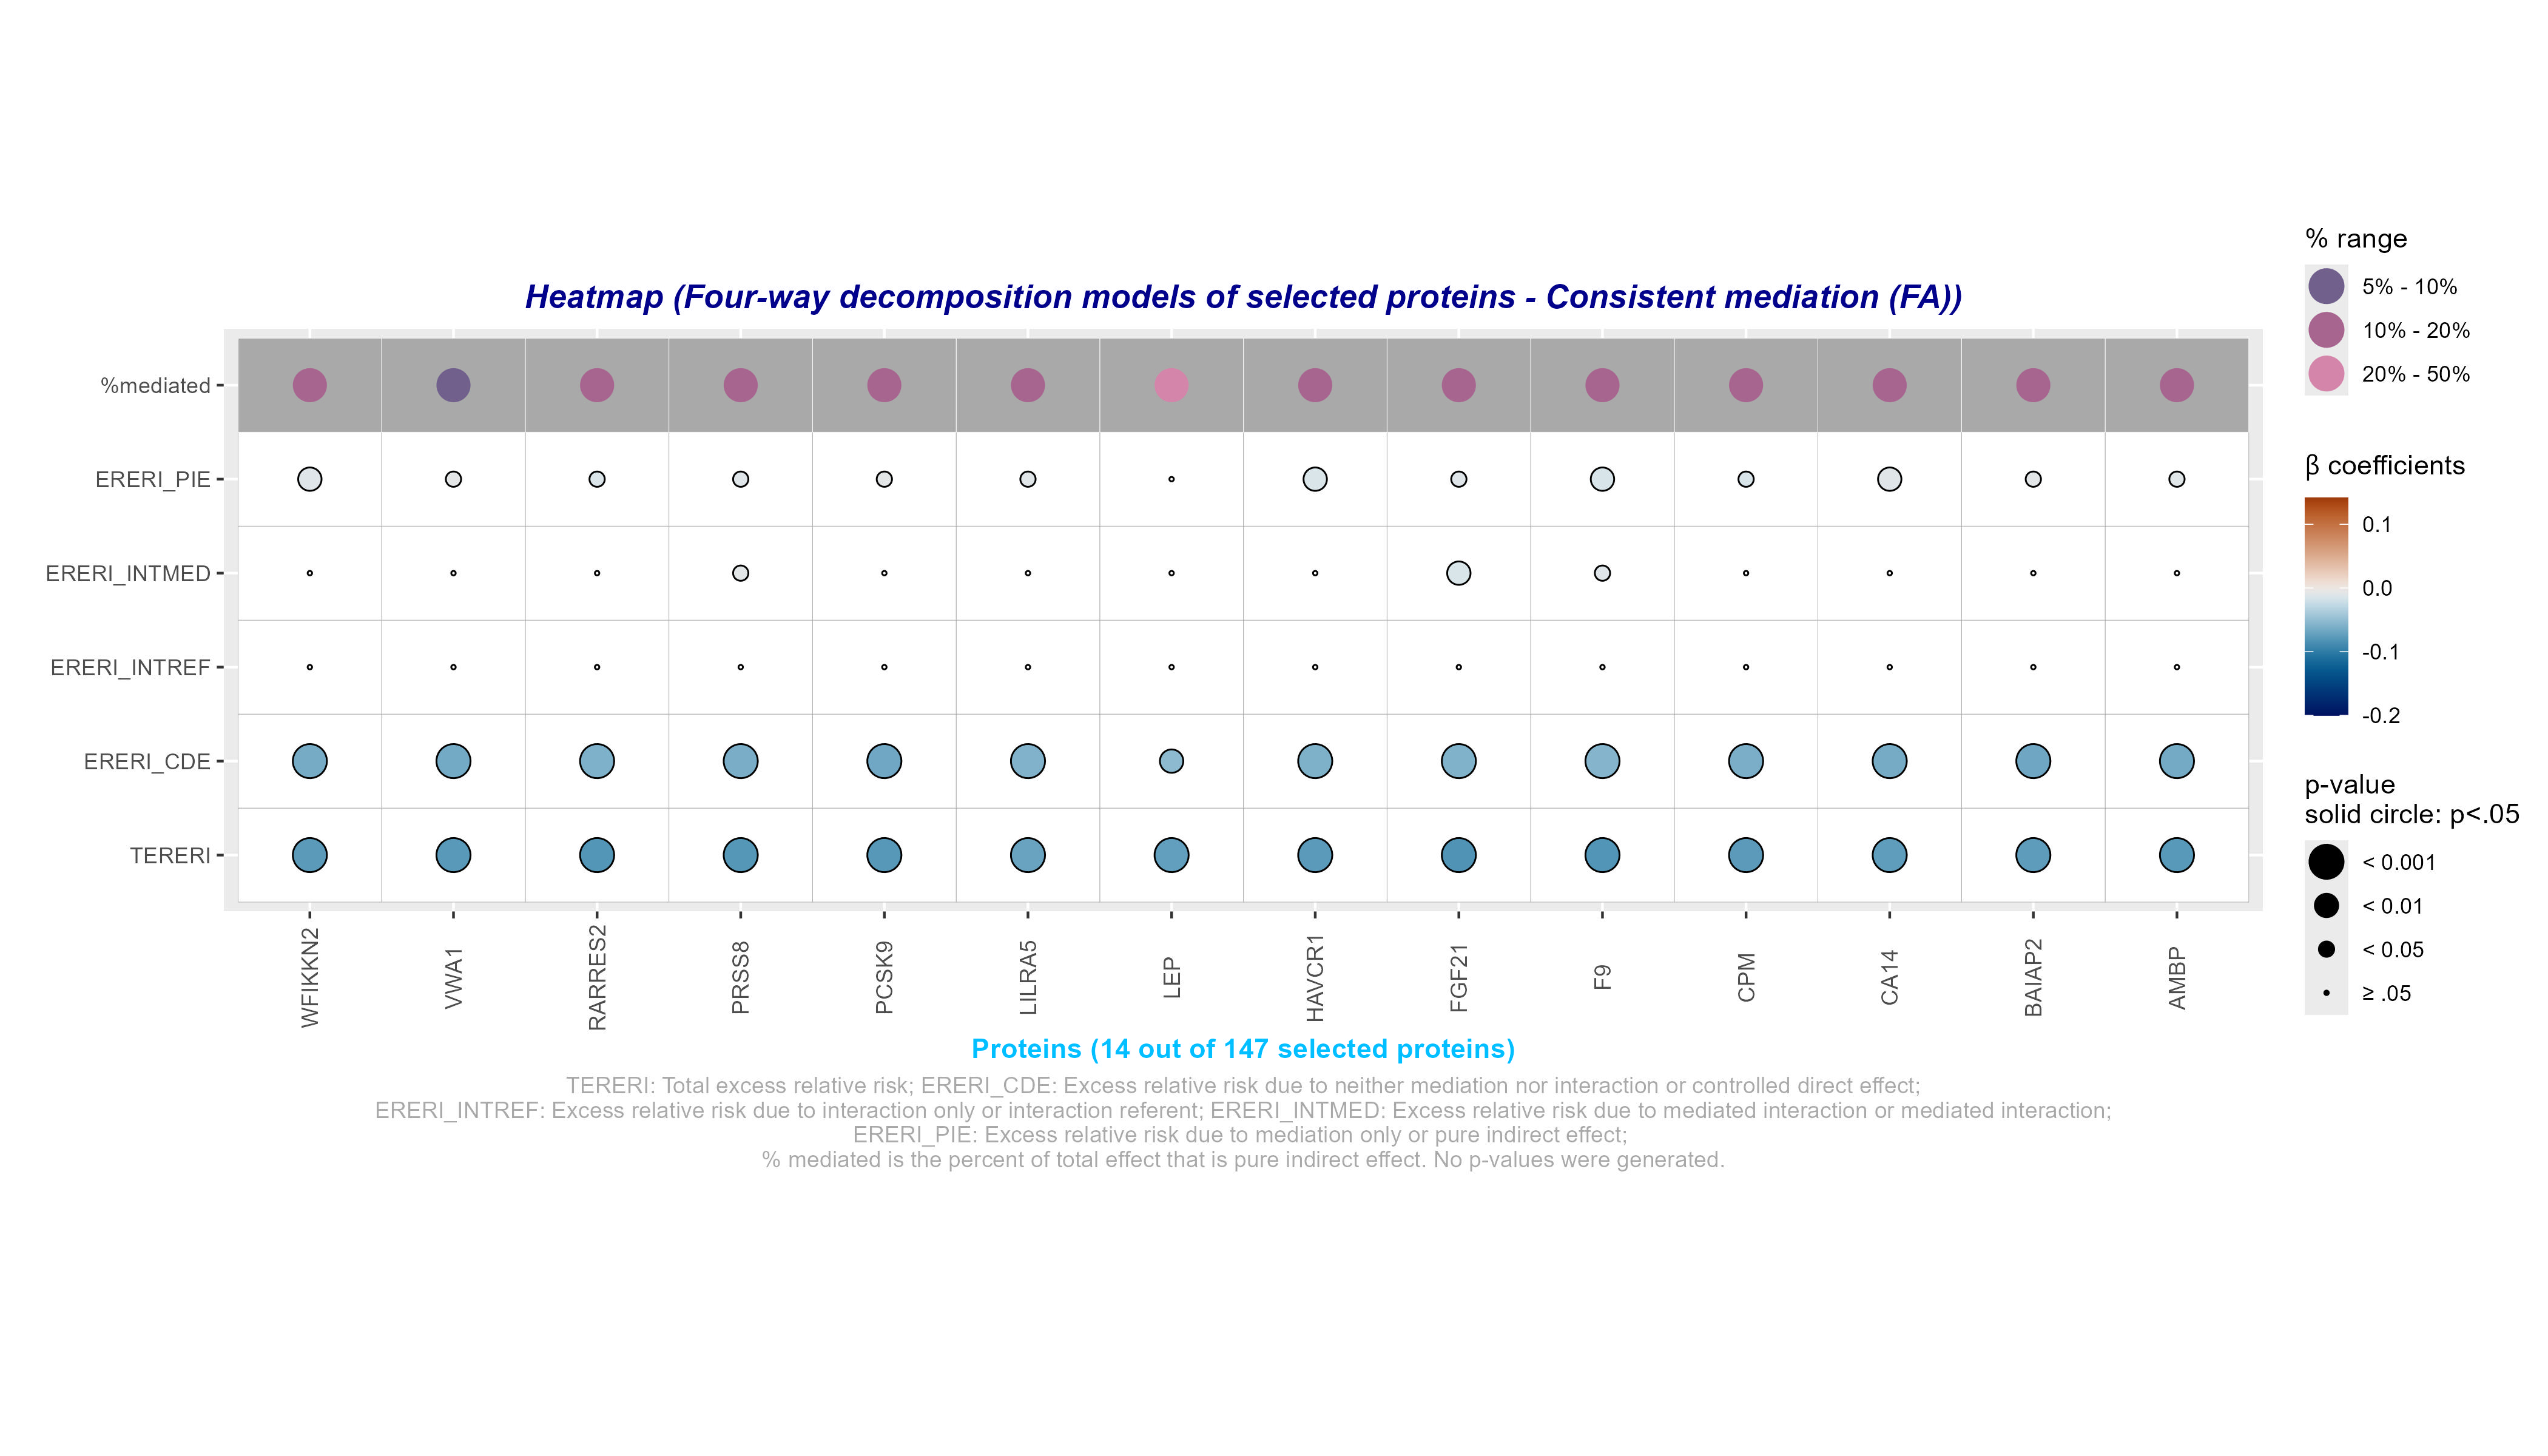 Heatmap (Four-way decomposition models of selected proteins - Consistent mediation (FA))
%mediated
ERERI_PIE
ERERI_INTMED
ERERI_INTREF
ERERI_CDE
TERERI
WFIKKN2
VWA1
RARRES2
PRSS8
PCSK9
LILRA5
LEP
HAVCR1
FGF21
F9
CPM
CA14
BAIAP2
AMBP
Proteins (14 out of 147 selected proteins)
TERERI: Total excess relative risk; ERERI_CDE: Excess relative risk due to neither mediation nor interaction or controlled direct effect;
ERERI_INTREF: Excess relative risk due to interaction only or interaction referent; ERERI_INTMED: Excess relative risk due to mediated interaction or mediated interaction;
ERERI_PIE: Excess relative risk due to mediation only or pure indirect effect;
% mediated is the percent of total effect that is pure indirect effect. No p-values were generated.
% range
5% - 10%
10% - 20%
20% - 50%
β coefficients
0.1
0.0
-0.1
-0.2
p-value
solid circle: p<.05
< 0.001
< 0.01
< 0.05
≥ .05